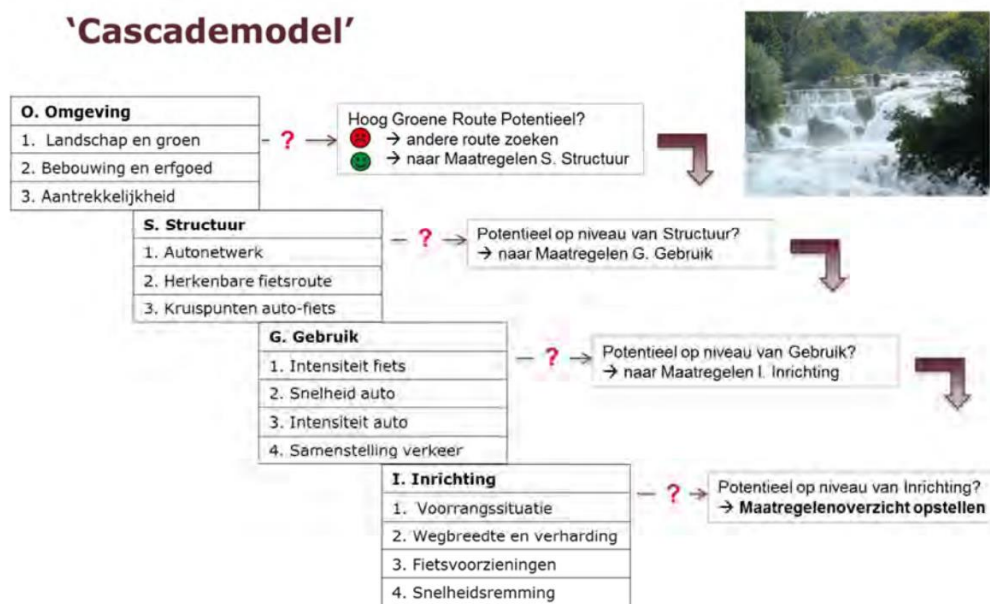 'Cascademodel'
O. Omgeving
1. Landschap en groen
2. Bebouwing en erfgoed
3. Aantrekkelijkheid
?
Hoog Groene Route Potentieel?
→ andere route zoeken
→ naar Maatregelen S. Structuur
S. Structuur
1. Autonetwerk
2. Herkenbare fietsroute
3. Kruispunten auto-fiets
?
Potentieel op niveau van Structuur?
→ naar Maatregelen G. Gebruik
G. Gebruik
1. Intensiteit fiets
2. Snelheid auto
3. Intensiteit auto
4. Samenstelling verkeer
?
Potentieel op niveau van Gebruik?
→ naar Maatregelen I. Inrichting
I. Inrichting
1. Voorrangssituatie
2. Wegbreedte en verharding
3. Fietsvoorzieningen
4. Snelheidsremming
?
Potentieel op niveau van Inrichting?
→ Maatregelenoverzicht opstellen